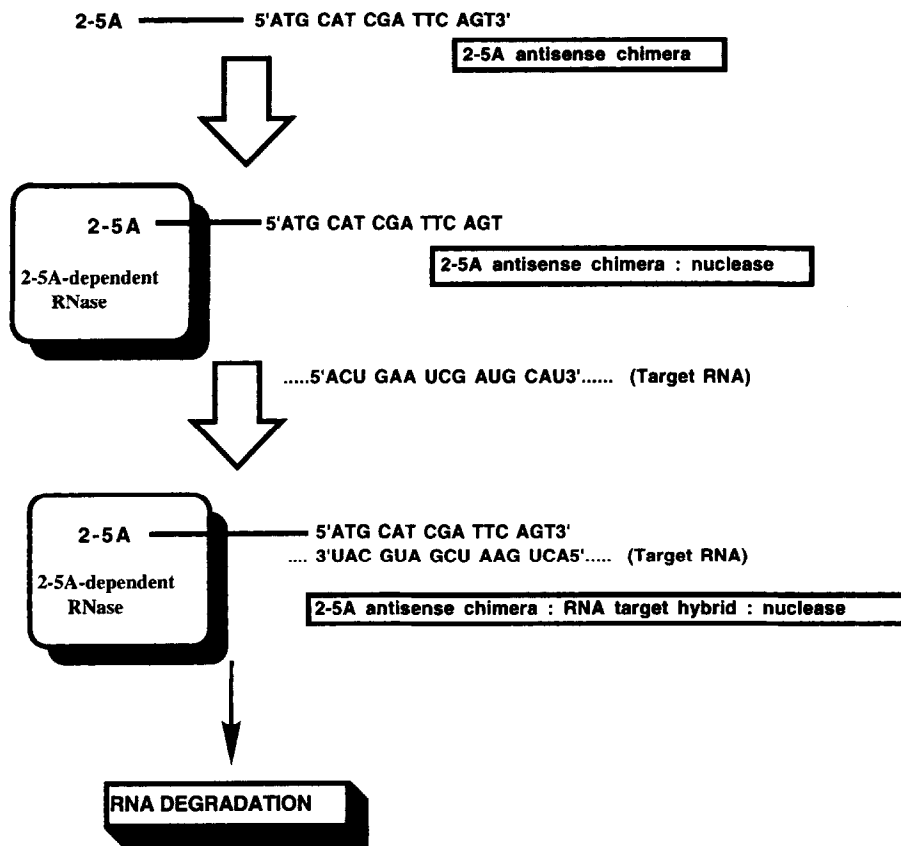 2-5A 5'ATG CAT CGA TTC AGT3'
2-5A antisense chimera
2-5A 5'ATG CAT CGA TTC AGT
2-5A-dependent
RNase
2-5A antisense chimera : nuclease
.....5'ACU GAA UCG AUG CAU3'...... (Target RNA)
2-5A 5'ATG CAT CGA TTC AGT3'
.... 3'UAC GUA GCU AAG UCA5'..... (Target RNA)
2-5A-dependent
RNase
2-5A antisense chimera : RNA target hybrid : nuclease
RNA DEGRADATION